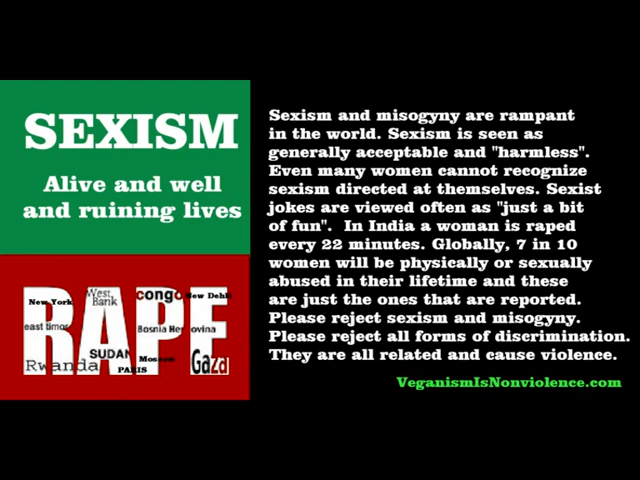 SEXISM
Alive and well
and ruining lives
RAPE
New York
West
Bank
congo
New Dehli
east timor
Bosnia Herzovina
SUDAN
Moscow
Rwanda
PARIS
Gaza
Sexism and misogyny are rampant
in the world. Sexism is seen as
generally acceptable and "harmless".
Even many women cannot recognize
sexism directed at themselves. Sexist
jokes are viewed often as "just a bit
of fun".  In India a woman is raped
every 22 minutes. Globally, 7 in 10
women will be physically or sexually
abused in their lifetime and these
are just the ones that are reported.
Please reject sexism and misogyny.
Please reject all forms of discrimination.
They are all related and cause violence.
VeganismIsNonviolence.com